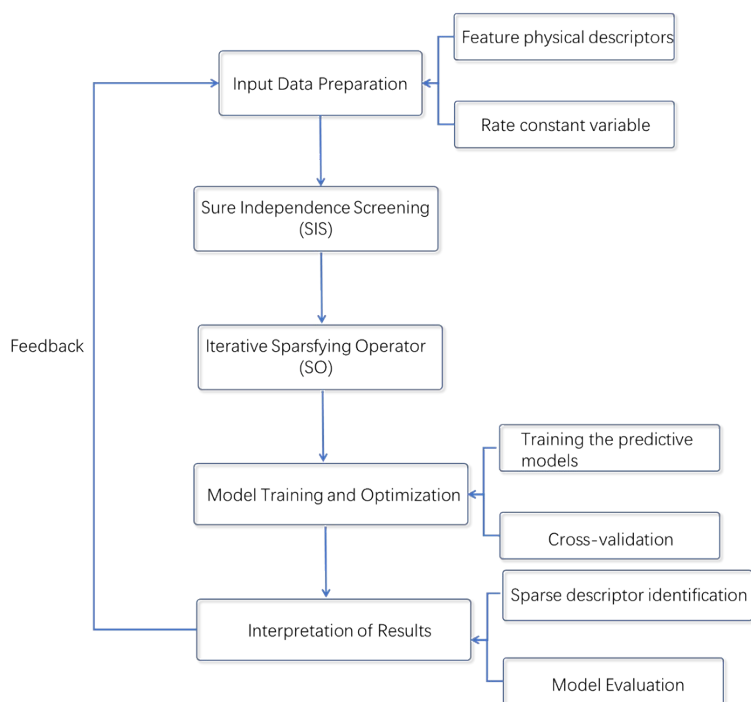 Feature physical descriptors
Input Data Preparation
Rate constant variable
Sure Independence Screening
(SIS)
Feedback
Iterative Sparsfying Operator
(SO)
Training the predictive
models
Model Training and Optimization
Cross-validation
Sparse descriptor identification
Interpretation of Results
Model Evaluation